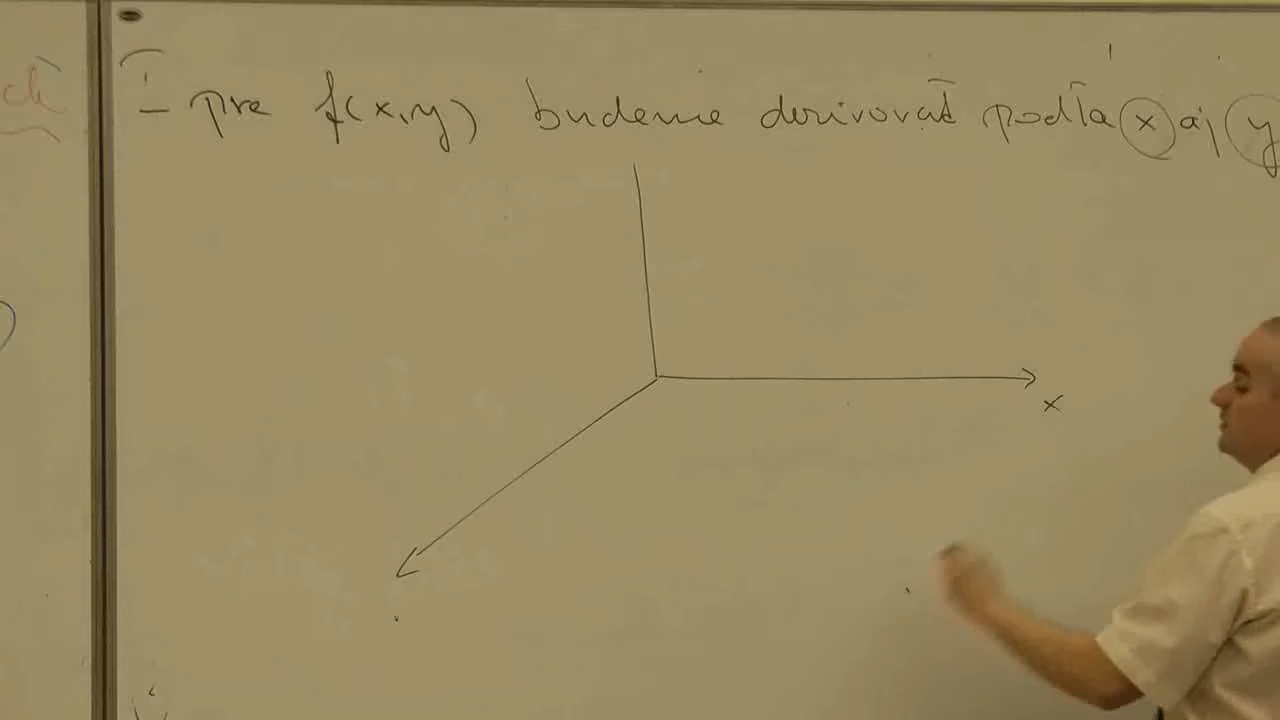 - pre f(x,y) budeme derivovať podľa x aj y
x